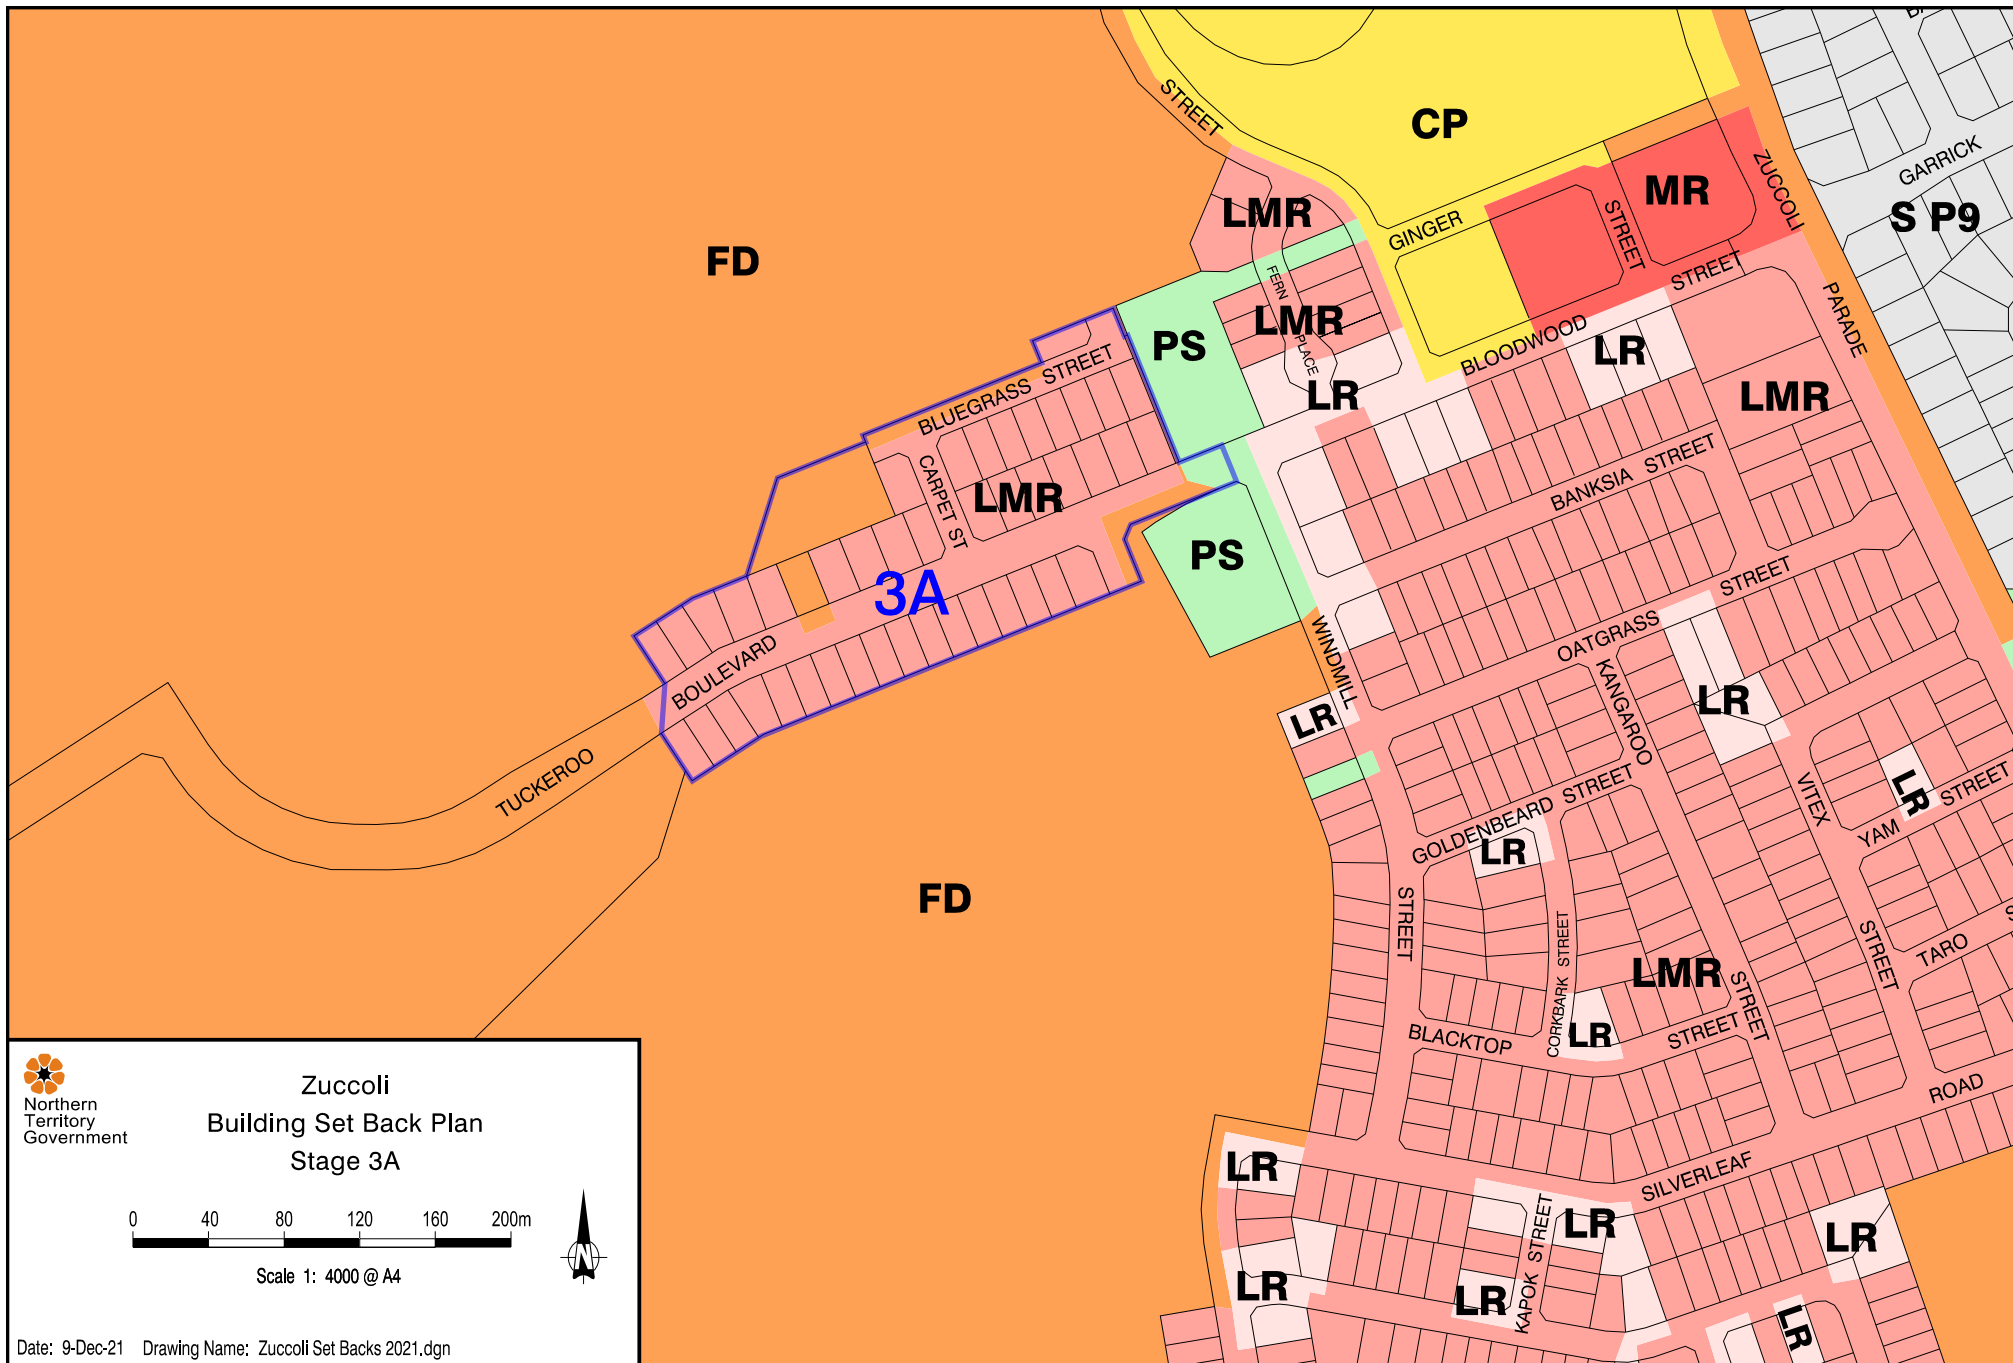 STREET
CP
GARRICK
ZUCCOLI
MR
S P9
LMR
GINGER
STREET
FD
STREET
FERN
PLACE
PARADE
LMR
PS
BLOODWOOD
LR
BLUEGRASS STREET
LR
LMR
CARPET ST
LMR
BANKSIA STREET
PS
3A
STREET
OATGRASS
WINDMILL
BOULEVARD
KANGAROO
LR
LR
TUCKEROO
GOLDENBEARD STREET
VITEX
LR
YAM STREET
LR
FD
STREET
CORKBARK STREET
LMR
STREET
STREET
TARO
LR
BLACKTOP
STREET
ROAD
SILVERLEAF
LR
KAPOK STREET
LR
LR
LR
LR
LR
Northern
Territory
Government
Zuccoli
Building Set Back Plan
Stage 3A
0 40 80 120 160 200m
Scale 1: 4000 @ A4
N
Date: 9-Dec-21 Drawing Name: Zuccoli Set Backs 2021.dgn